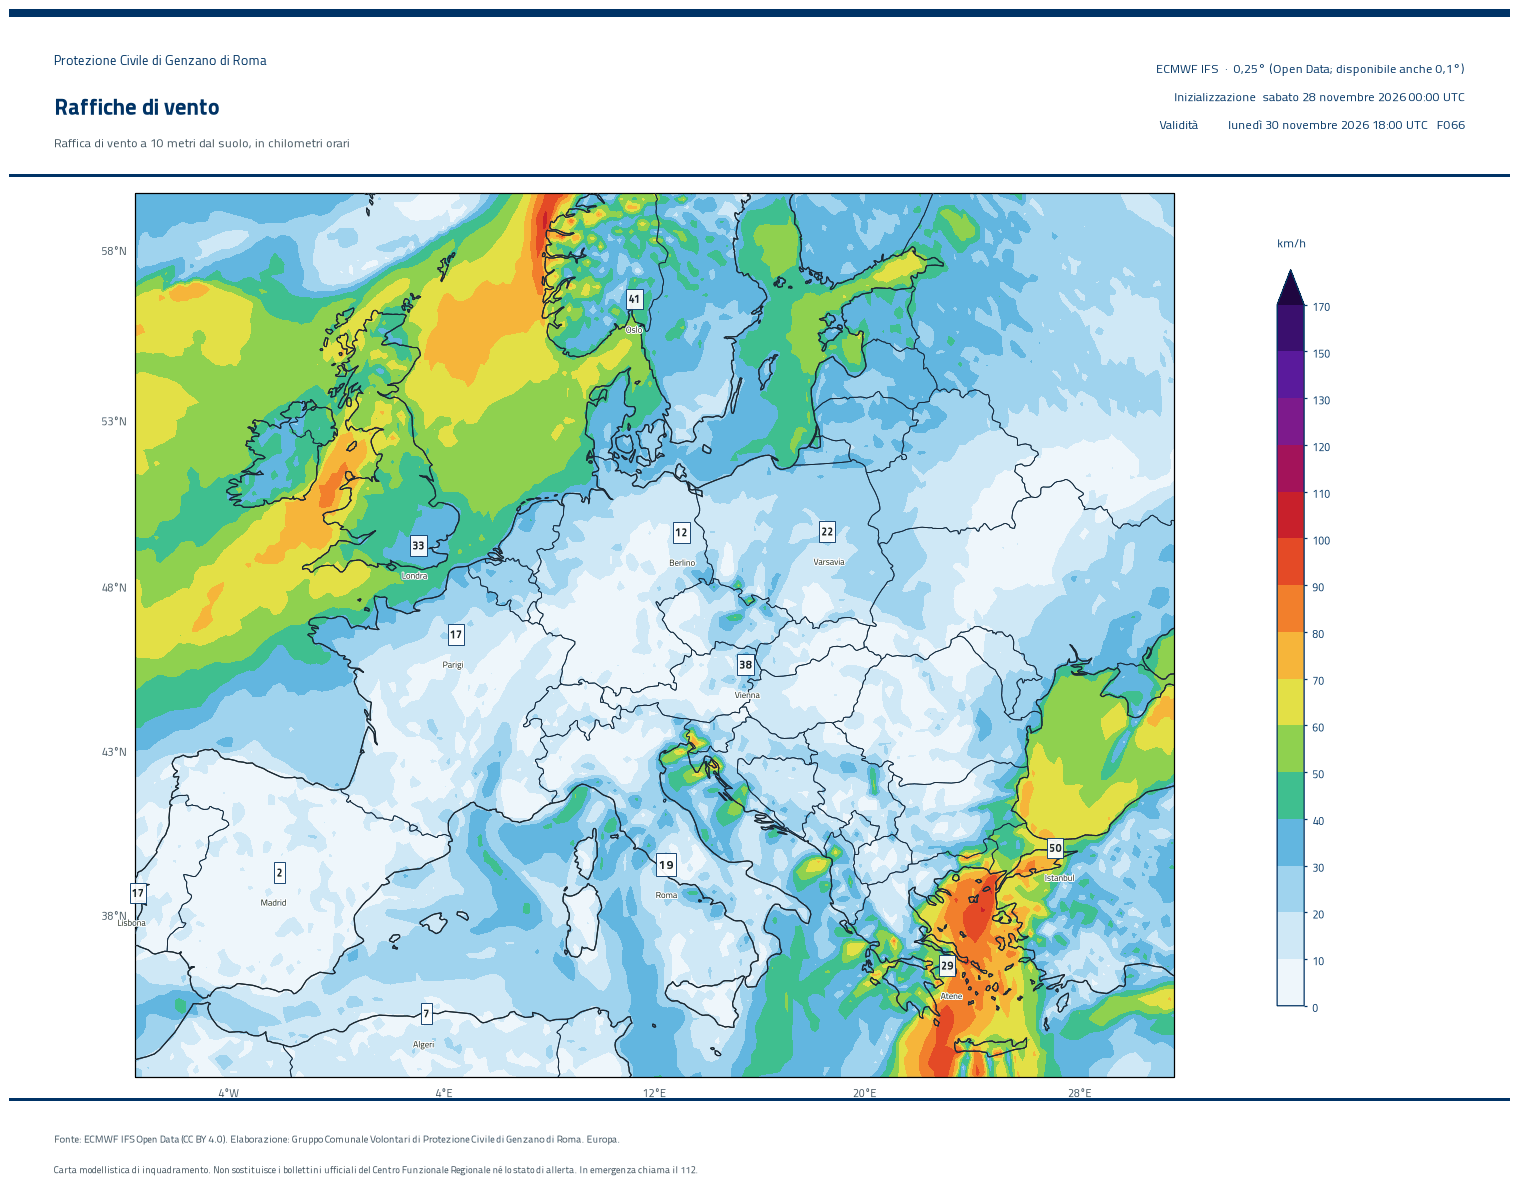 Protezione Civile di Genzano di Roma
Raffiche di vento
Raffica di vento a 10 metri dal suolo, in chilometri orari
ECMWF IFS · 0,25° (Open Data; disponibile anche 0,1°)
Inizializzazione sabato 28 novembre 2026 00:00 UTC
Validità lunedì 30 novembre 2026 18:00 UTC F066
58°N
53°N
48°N
43°N
38°N
4°W
4°E
12°E
20°E
28°E
41
Oslo
33
Londra
12
Berlino
22
Varsavia
17
Parigi
38
Vienna
50
Istanbul
19
Roma
2
Madrid
17
Lisbona
29
Atene
7
Algeri
km/h
170
150
130
120
110
100
90
80
70
60
50
40
30
20
10
0
Fonte: ECMWF IFS Open Data (CC BY 4.0). Elaborazione: Gruppo Comunale Volontari di Protezione Civile di Genzano di Roma. Europa.
Carta modellistica di inquadramento. Non sostituisce i bollettini ufficiali del Centro Funzionale Regionale né lo stato di allerta. In emergenza chiama il 112.